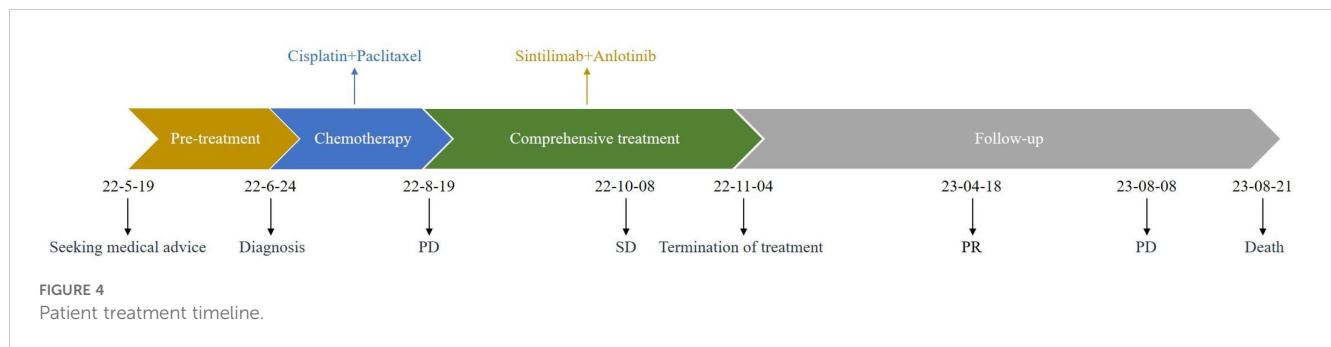 Cisplatin+Paclitaxel Sintilimab+Anlotinib
Pre-treatment Chemotherapy Comprehensive treatment Follow-up
22-5-19 22-6-24 22-8-19 22-10-08 22-11-04 23-04-18 23-08-08 23-08-21
Seeking medical advice Diagnosis PD SD Termination of treatment PR PD Death
FIGURE 4
Patient treatment timeline.